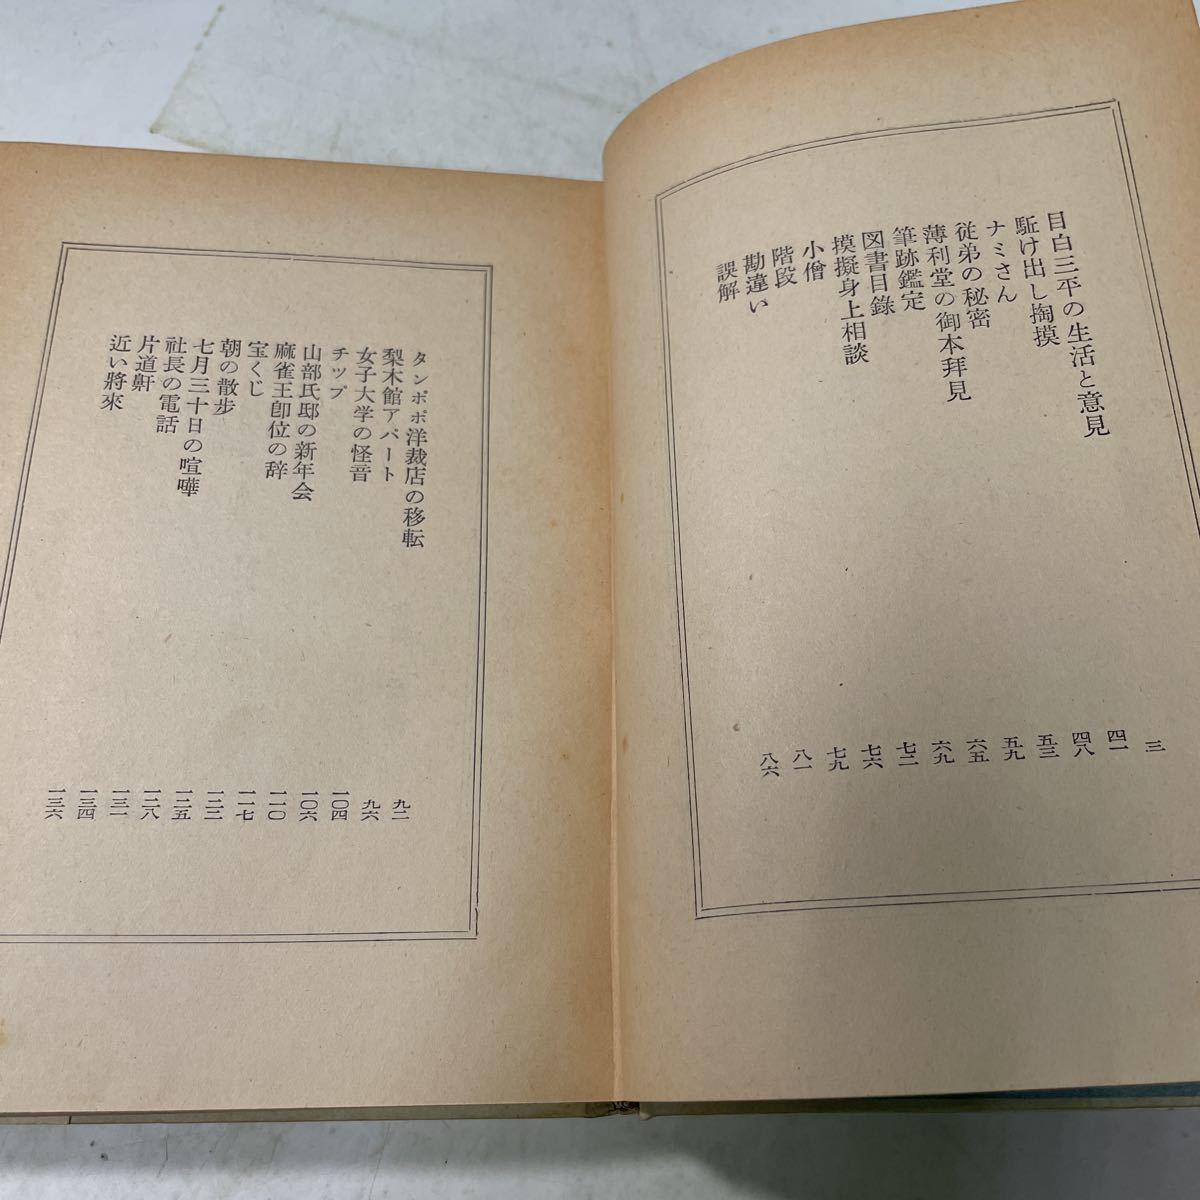 目白三平の生活と意見 三
駈け出し掏摸 四一
ナミさん 四八
従弟の秘密 五三
薄利堂の御本拜見 五九
筆跡鑑定 六五
図書目錄 六九
摸擬身上相談 七二
小僧 七六
階段 七九
勘違い 八一
誤解 八六
タンポポ洋裁店の移転 九二
梨木館アパート 九六
女子大学の怪音 一〇四
チップ 一〇六
山部氏邸の新年会 一一〇
麻雀王即位の辞 一一七
宝くじ 一二二
朝の散歩 一二五
七月三十日の喧嘩 一二八
社長の電話 一三一
片道鼾 一三四
近い將來 一三六